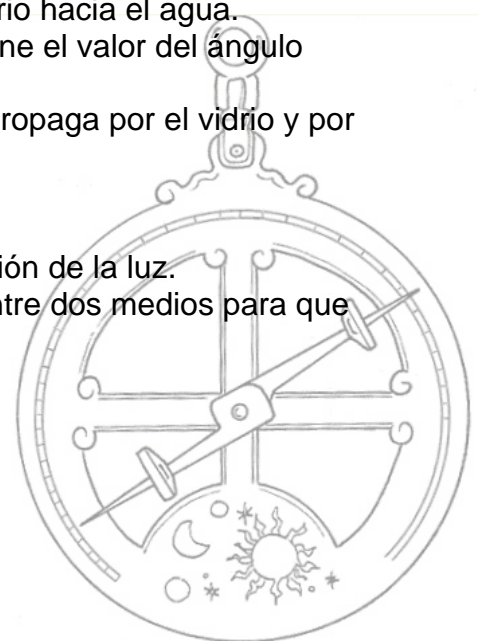 rio hacia el agua.
ne el valor del ángulo
ropaga por el vidrio y por
ión de la luz.
ntre dos medios para que